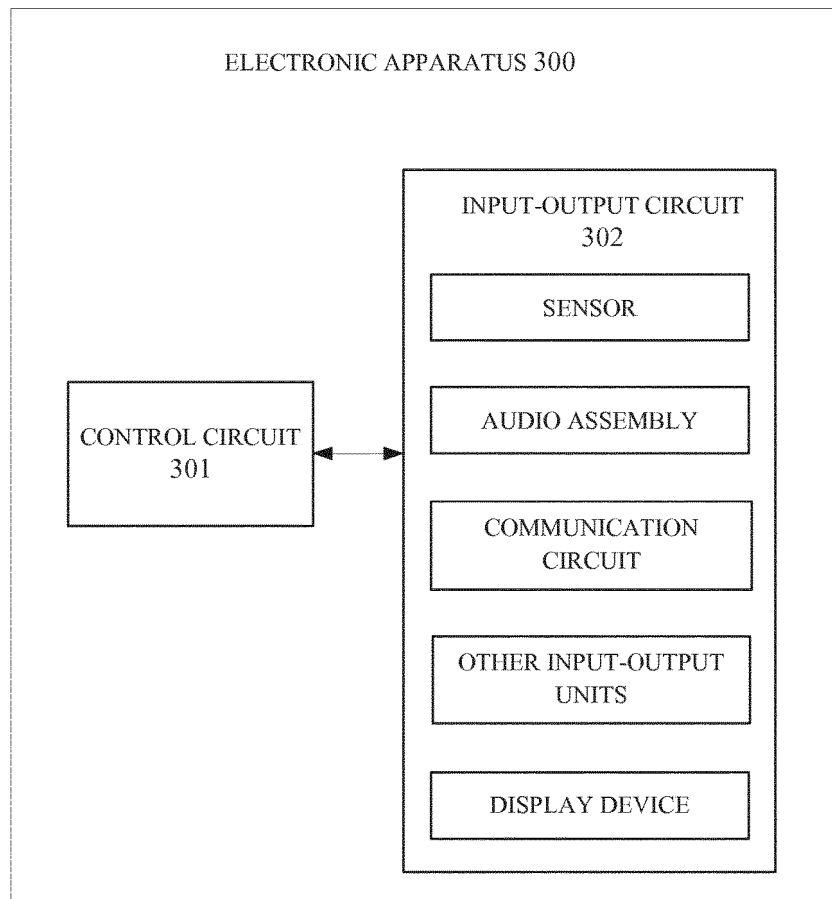 ELECTRONIC APPARATUS 300
INPUT-OUTPUT CIRCUIT
302
SENSOR
AUDIO ASSEMBLY
CONTROL CIRCUIT
301
COMMUNICATION
CIRCUIT
OTHER INPUT-OUTPUT
UNITS
DISPLAY DEVICE